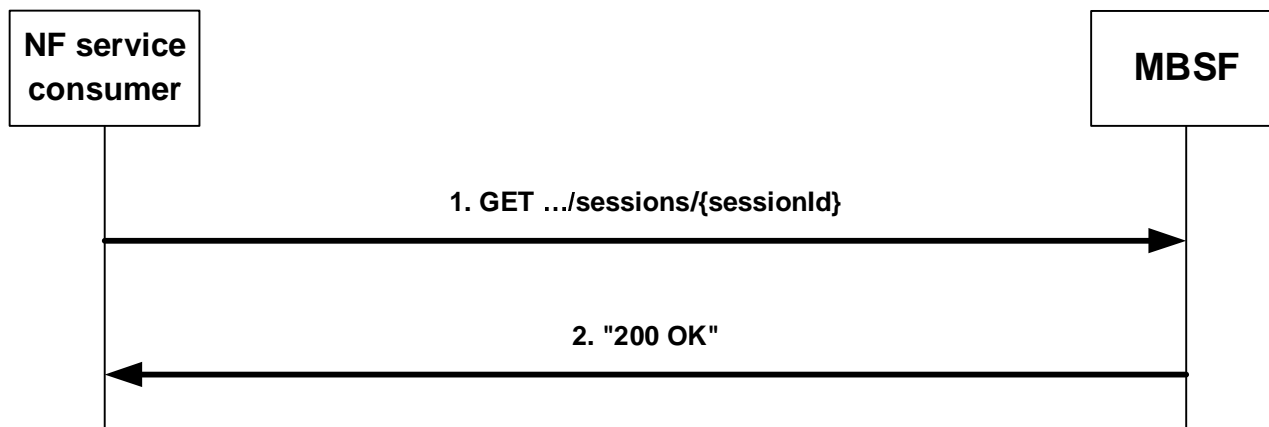 NF service
consumer
MBSF
1. GET …/sessions/{sessionId}
2. "200 OK"